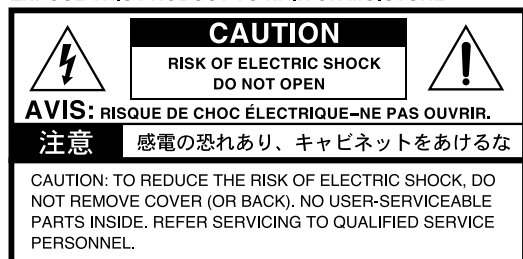 CAUTION
RISK OF ELECTRIC SHOCK
DO NOT OPEN
AVIS: RISQUE DE CHOC ÉLECTRIQUE–NE PAS OUVRIR.
注意 感電の恐れあり、キャビネットをあけるな
CAUTION: TO REDUCE THE RISK OF ELECTRIC SHOCK, DO
NOT REMOVE COVER (OR BACK). NO USER-SERVICEABLE
PARTS INSIDE. REFER SERVICING TO QUALIFIED SERVICE
PERSONNEL.